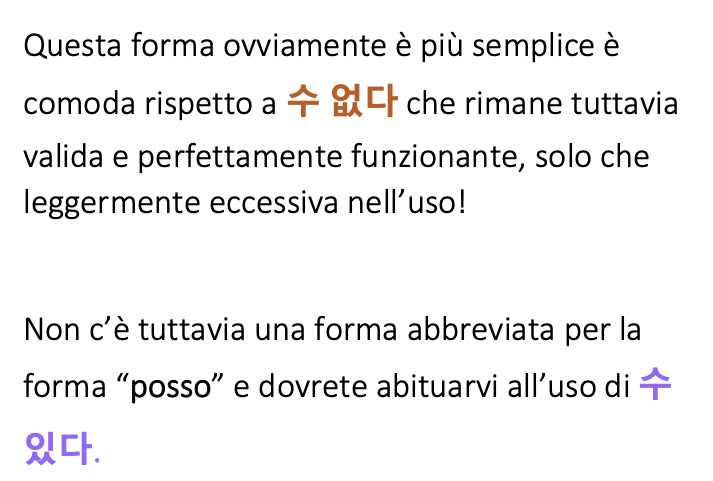 Questa forma ovviamente è più semplice è
comoda rispetto a 수 없다 che rimane tuttavia
valida e perfettamente funzionante, solo che
leggermente eccessiva nell’uso!
Non c’è tuttavia una forma abbreviata per la
forma “posso” e dovrete abituarvi all’uso di 수
있다.